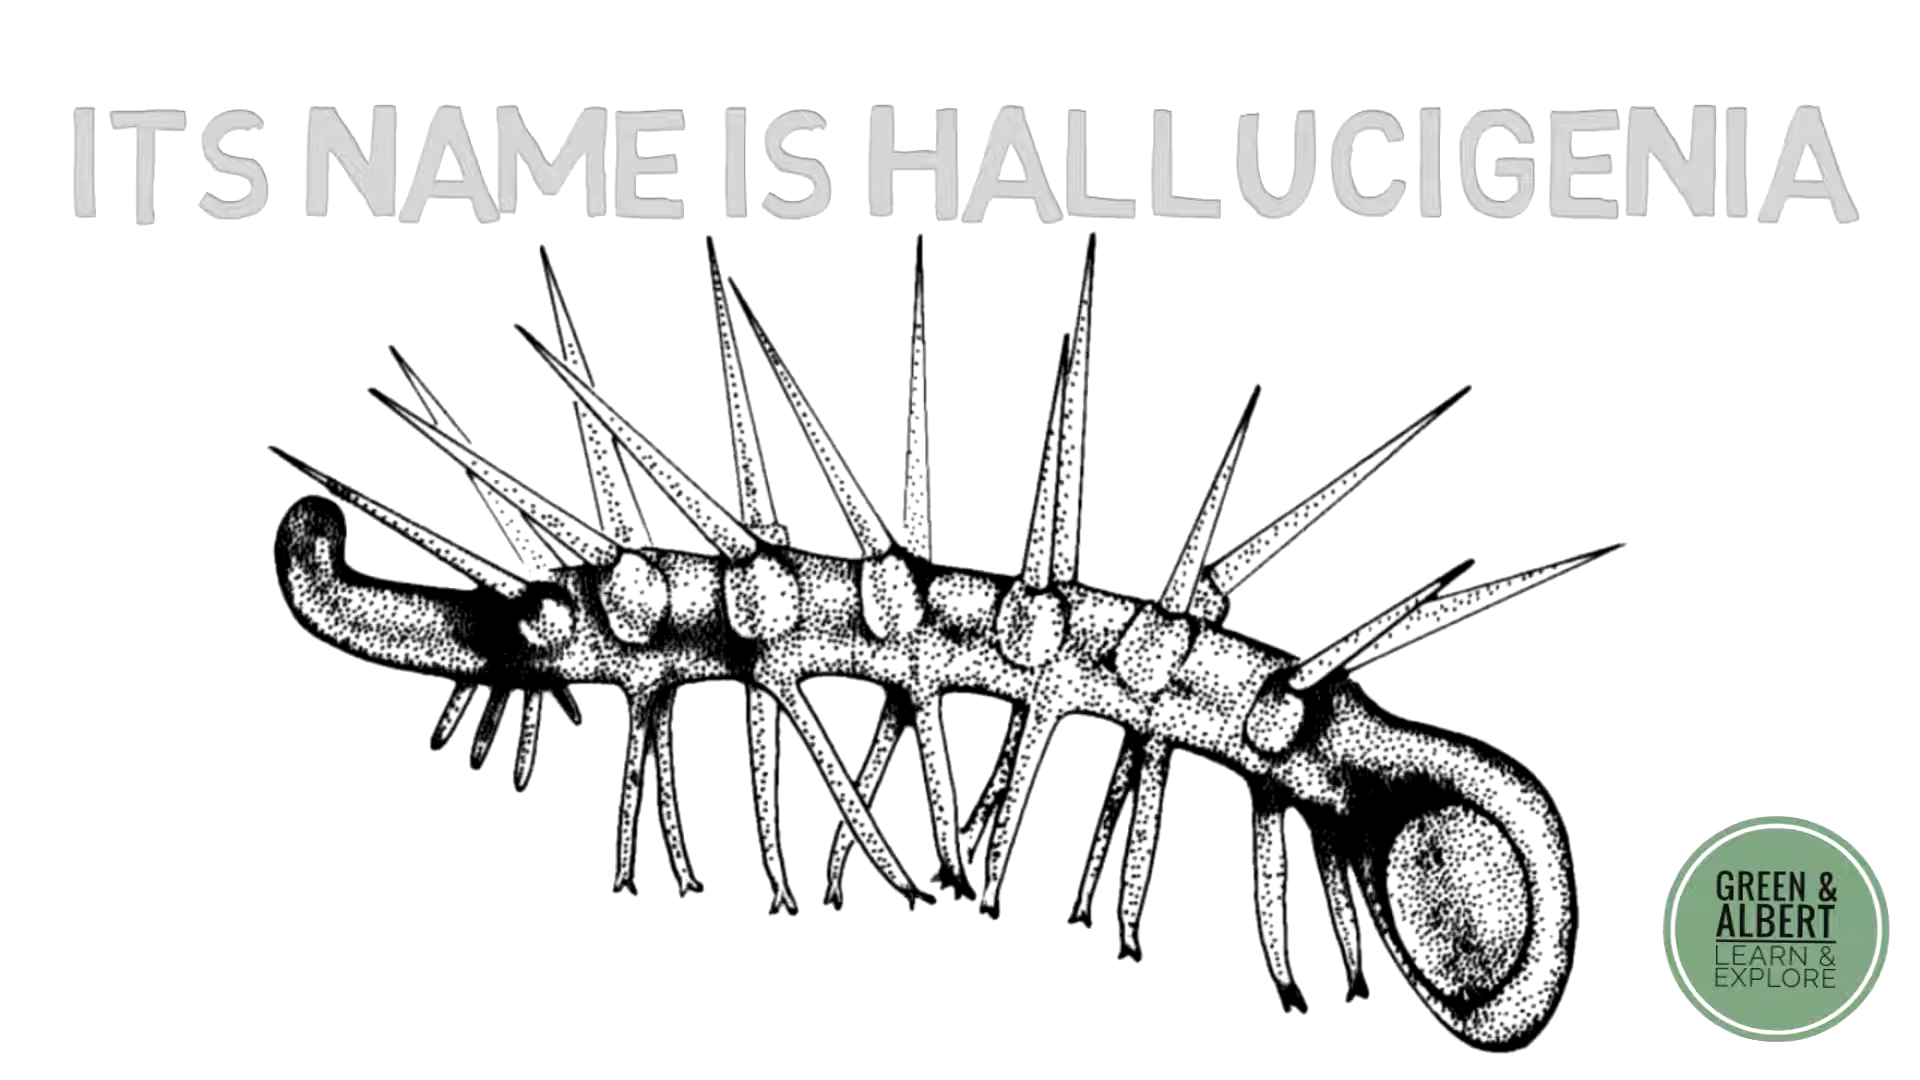 ITS NAME IS HALLUCIGENIA
GREEN &
ALBERT
LEARN &
EXPLORE